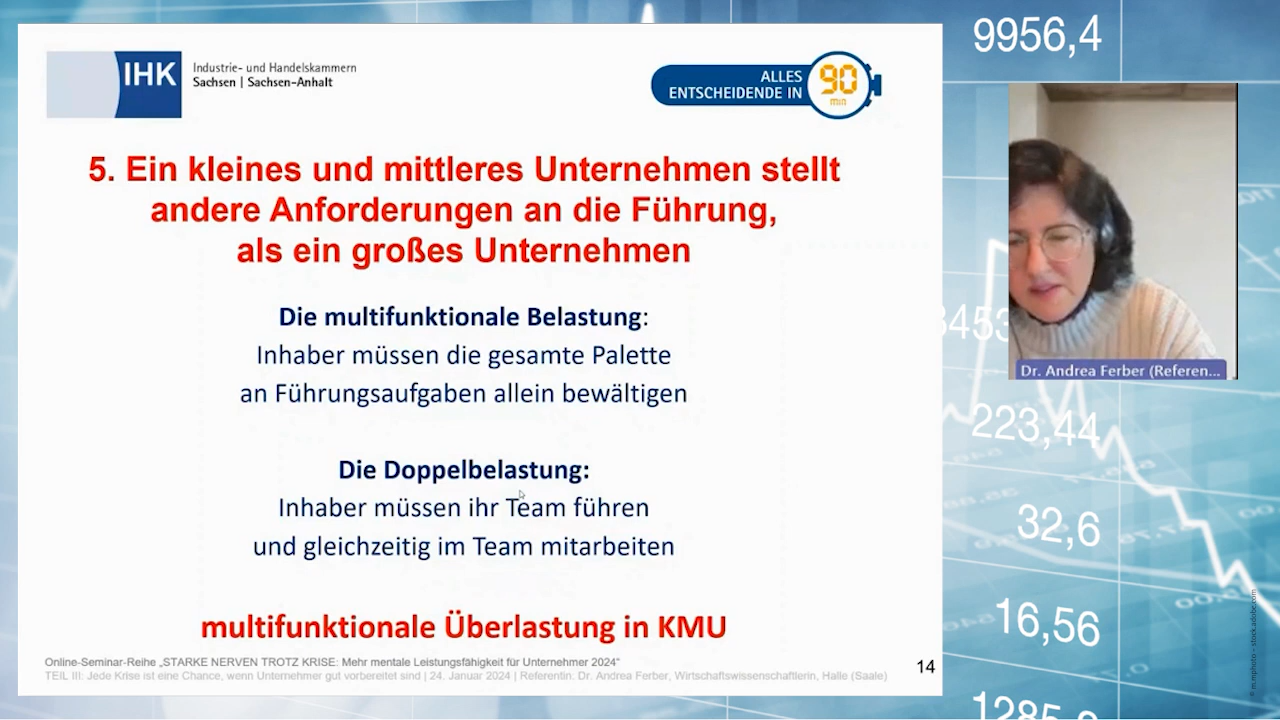 IHK
Industrie- und Handelskammern
Sachsen | Sachsen-Anhalt
ALLES
ENTSCHEIDENDE IN
90
min
5. Ein kleines und mittleres Unternehmen stellt
andere Anforderungen an die Führung,
als ein großes Unternehmen
Die multifunktionale Belastung:
Inhaber müssen die gesamte Palette
an Führungsaufgaben allein bewältigen
Die Doppelbelastung:
Inhaber müssen ihr Team führen
und gleichzeitig im Team mitarbeiten
multifunktionale Überlastung in KMU
Online-Seminar-Reihe „STARKE NERVEN TROTZ KRISE: Mehr mentale Leistungsfähigkeit für Unternehmer 2024“
TEIL III: Jede Krise ist eine Chance, wenn Unternehmer gut vorbereitet sind | 24. Januar 2024 | Referentin: Dr. Andrea Ferber, Wirtschaftswissenschaftlerin, Halle (Saale)
14
9956,4
Dr. Andrea Ferber (Referen...
223,44
32,6
16,56